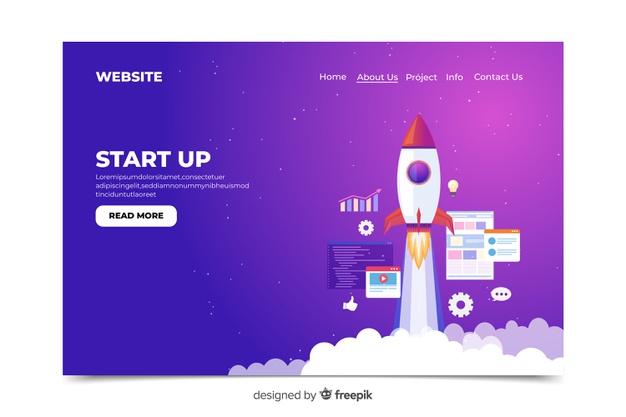 WEBSITE
Home About Us Project Info Contact Us
START UP
Loremipsumdolorsitamet,consectetuer
adipiscingelit,seddiamnonummynibheuismod
tinciduntutlaoreet
READ MORE
designed by freepik